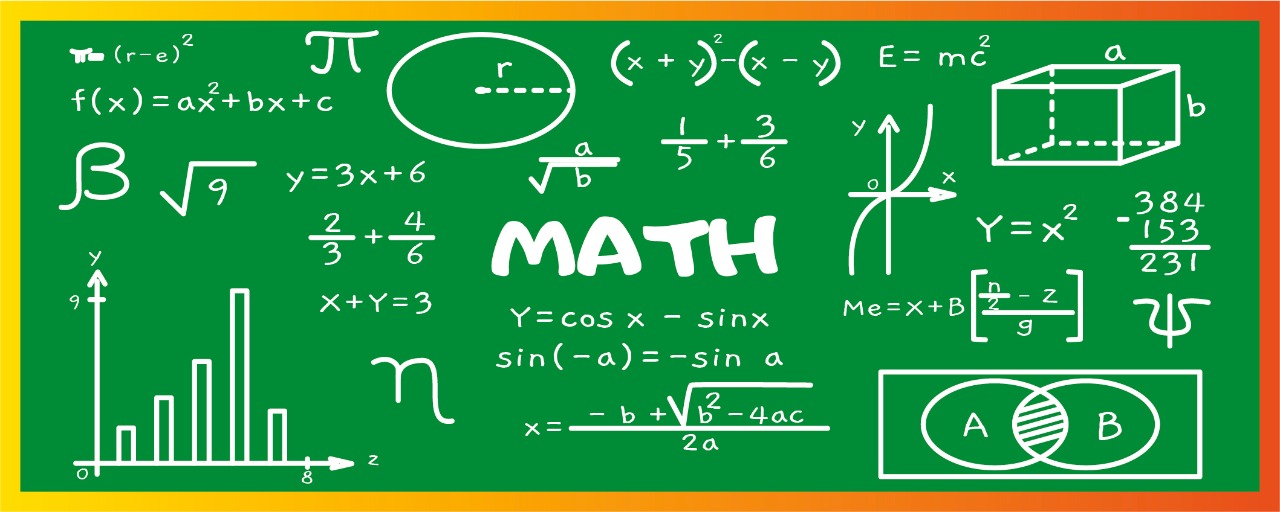 π= (r-e)²
π
r
(x + y)²-(x - y)
E= mc²
a
b
f(x)=ax²+bx+c
1/5 + 3/6
√a/b
y
0
x
β
√9
y=3x+6
384
-153
231
Y=x²
2/3 + 4/6
MATH
X+Y=3
Y=cos x - sinx
Me=X+B[n/2 - z / g]
ψ
sin(-a)=-sin a
y
9
0
8
z
η
x= -b + √b²-4ac / 2a
A
B